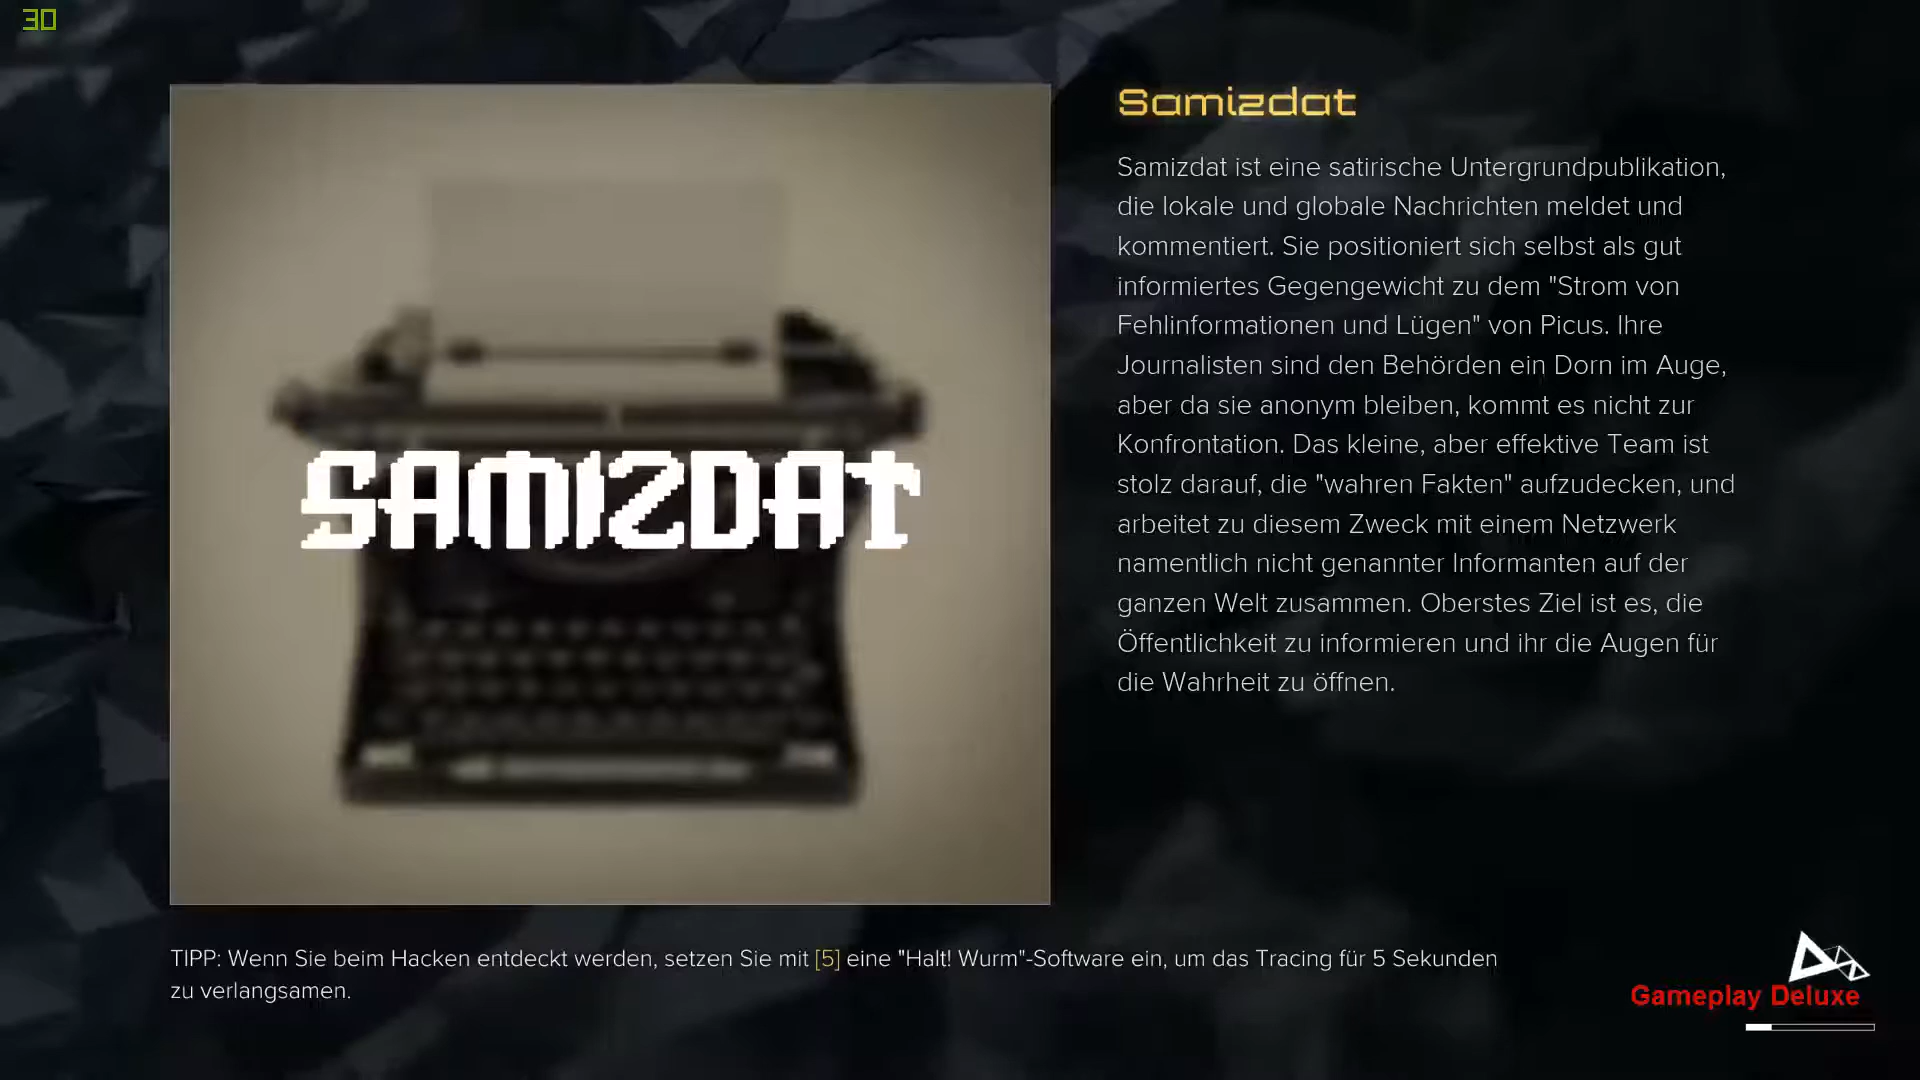 30
Samizdat
Samizdat ist eine satirische Untergrundpublikation,
die lokale und globale Nachrichten meldet und
kommentiert. Sie positioniert sich selbst als gut
informiertes Gegengewicht zu dem "Strom von
Fehlinformationen und Lügen" von Picus. Ihre
Journalisten sind den Behörden ein Dorn im Auge,
aber da sie anonym bleiben, kommt es nicht zur
Konfrontation. Das kleine, aber effektive Team ist
stolz darauf, die "wahren Fakten" aufzudecken, und
arbeitet zu diesem Zweck mit einem Netzwerk
namentlich nicht genannter Informanten auf der
ganzen Welt zusammen. Oberstes Ziel ist es, die
Öffentlichkeit zu informieren und ihr die Augen für
die Wahrheit zu öffnen.
SAMIZDAT
TIPP: Wenn Sie beim Hacken entdeckt werden, setzen Sie mit [5] eine "Halt! Wurm"-Software ein, um das Tracing für 5 Sekunden
zu verlangsamen.
Gameplay Deluxe